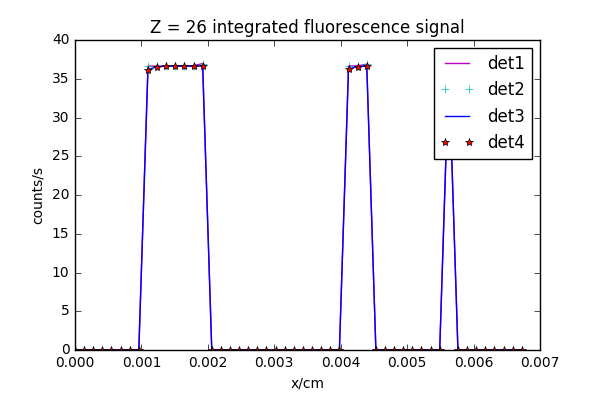 Z = 26 integrated fluorescence signal
40
35
30
25
20
15
10
5
0
counts/s
det1
det2
det3
det4
0.000 0.001 0.002 0.003 0.004 0.005 0.006 0.007
x/cm